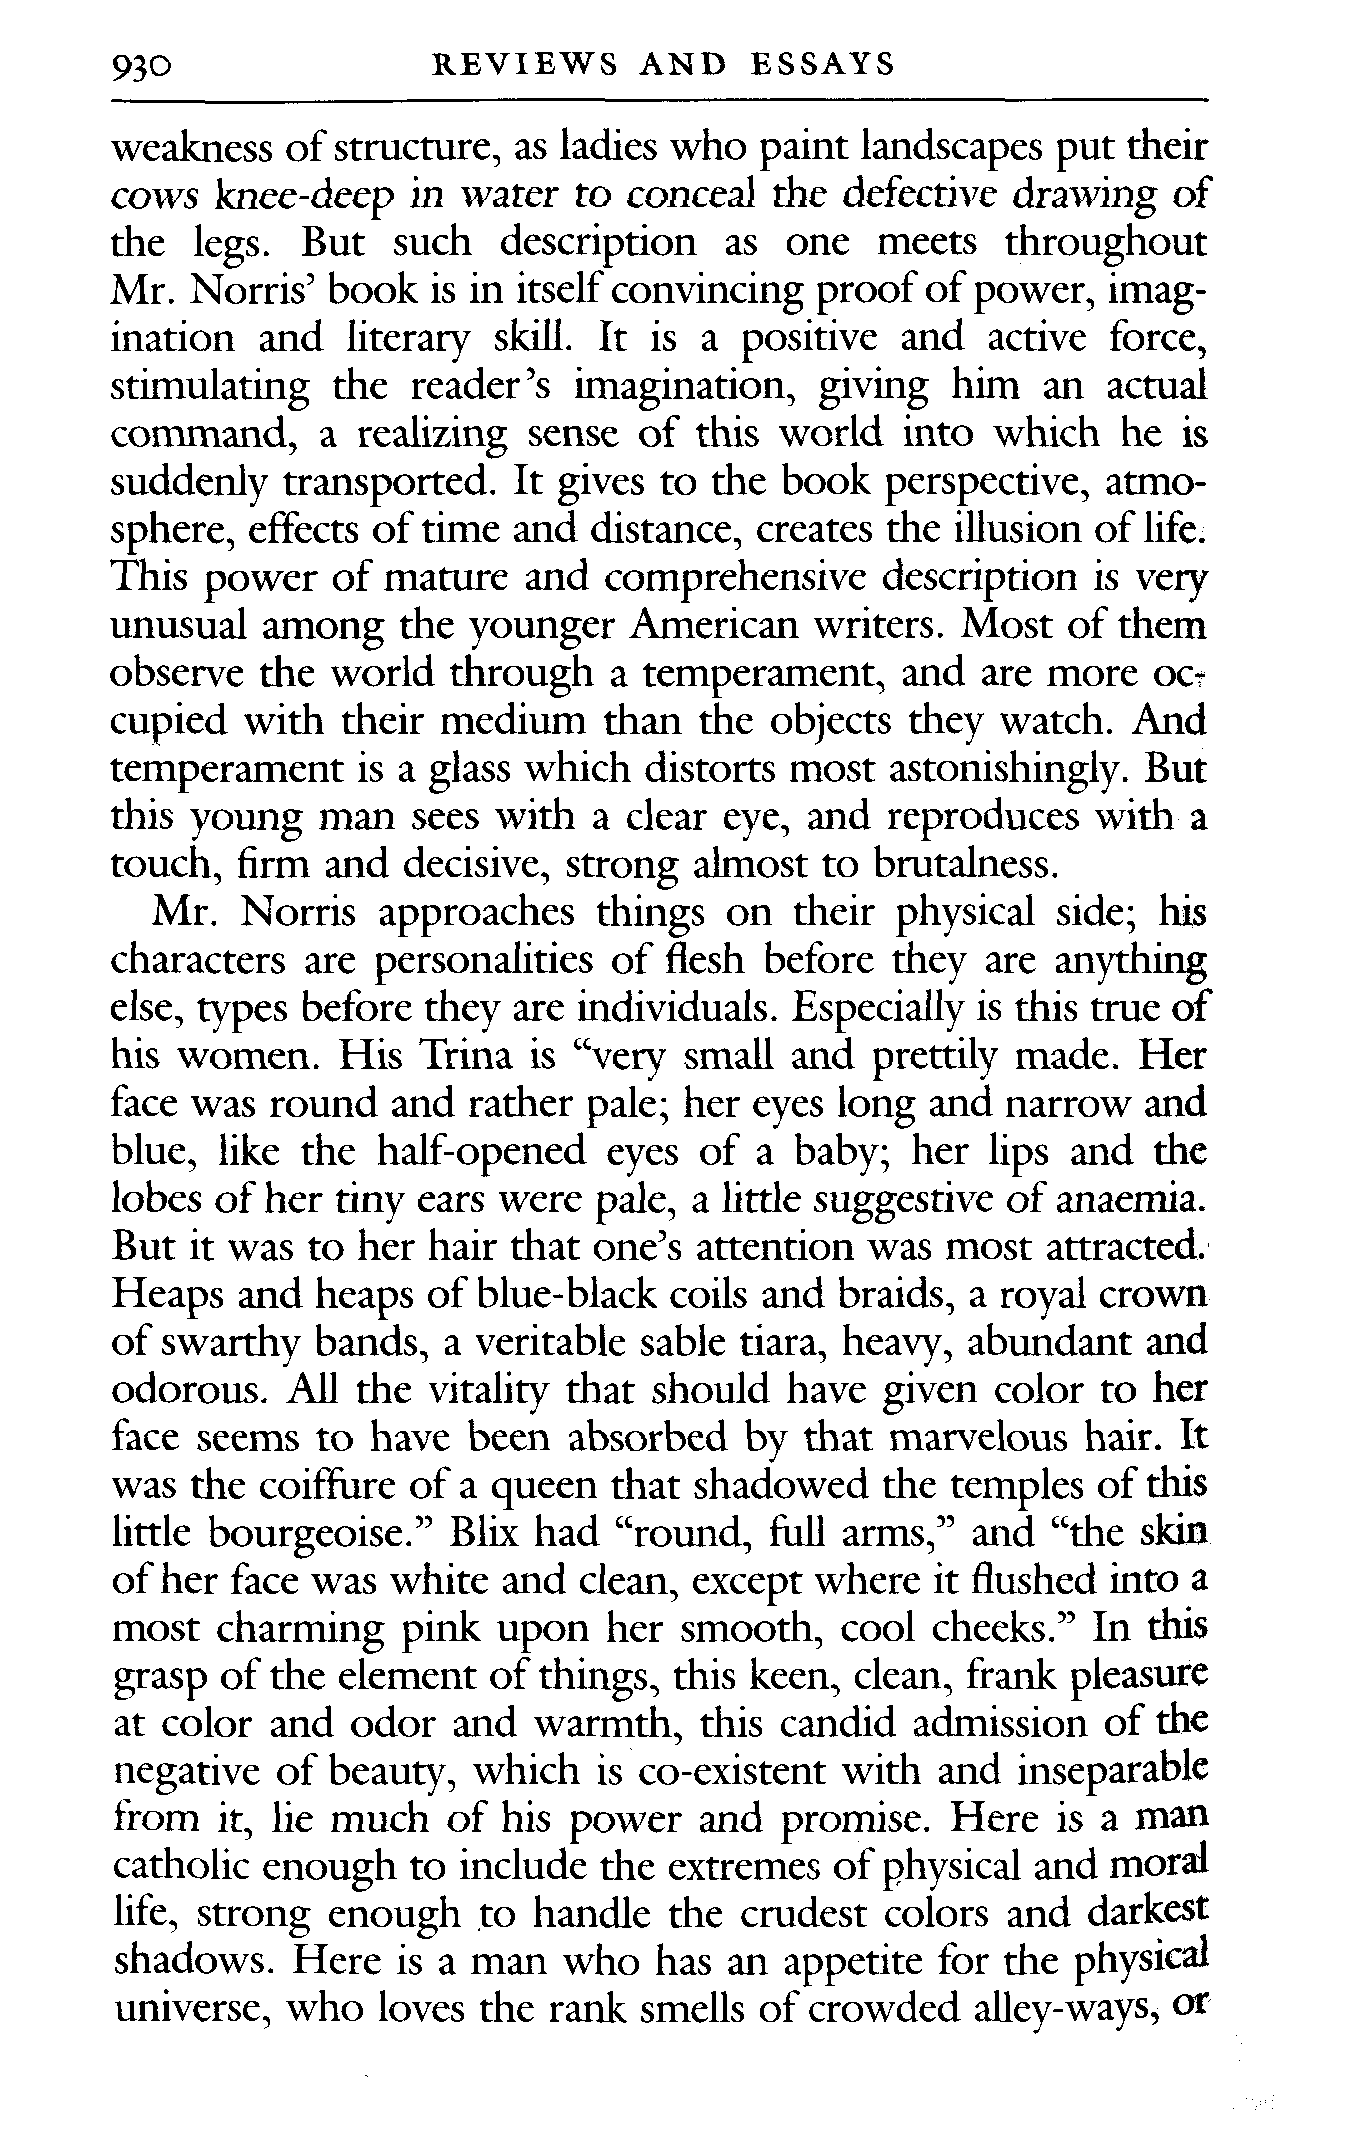 930 REVIEWS AND ESSAYS
weakness of structure, as ladies who paint landscapes put their
cows knee-deep in water to conceal the defective drawing of
the legs. But such description as one meets throughout
Mr. Norris' book is in itself convincing proof of power, imag-
ination and literary skill. It is a positive and active force,
stimulating the reader's imagination, giving him an actual
command, a realizing sense of this world into which he is
suddenly transported. It gives to the book perspective, atmo-
sphere, effects of time and distance, creates the illusion of life.
This power of mature and comprehensive description is very
unusual among the younger American writers. Most of them
observe the world through a temperament, and are more oc-
cupied with their medium than the objects they watch. And
temperament is a glass which distorts most astonishingly. But
this young man sees with a clear eye, and reproduces with a
touch, firm and decisive, strong almost to brutalness.
Mr. Norris approaches things on their physical side; his
characters are personalities of flesh before they are anything
else, types before they are individuals. Especially is this true of
his women. His Trina is “very small and prettily made. Her
face was round and rather pale; her eyes long and narrow and
blue, like the half-opened eyes of a baby; her lips and the
lobes of her tiny ears were pale, a little suggestive of anaemia.
But it was to her hair that one's attention was most attracted.
Heaps and heaps of blue-black coils and braids, a royal crown
of swarthy bands, a veritable sable tiara, heavy, abundant and
odorous. All the vitality that should have given color to her
face seems to have been absorbed by that marvelous hair. It
was the coiffure of a queen that shadowed the temples of this
little bourgeoise.” Blix had “round, full arms,” and “the skin
of her face was white and clean, except where it flushed into a
most charming pink upon her smooth, cool cheeks.” In this
grasp of the element of things, this keen, clean, frank pleasure
at color and odor and warmth, this candid admission of the
negative of beauty, which is co-existent with and inseparable
from it, lie much of his power and promise. Here is a man
catholic enough to include the extremes of physical and moral
life, strong enough to handle the crudest colors and darkest
shadows. Here is a man who has an appetite for the physical
universe, who loves the rank smells of crowded alley-ways, or